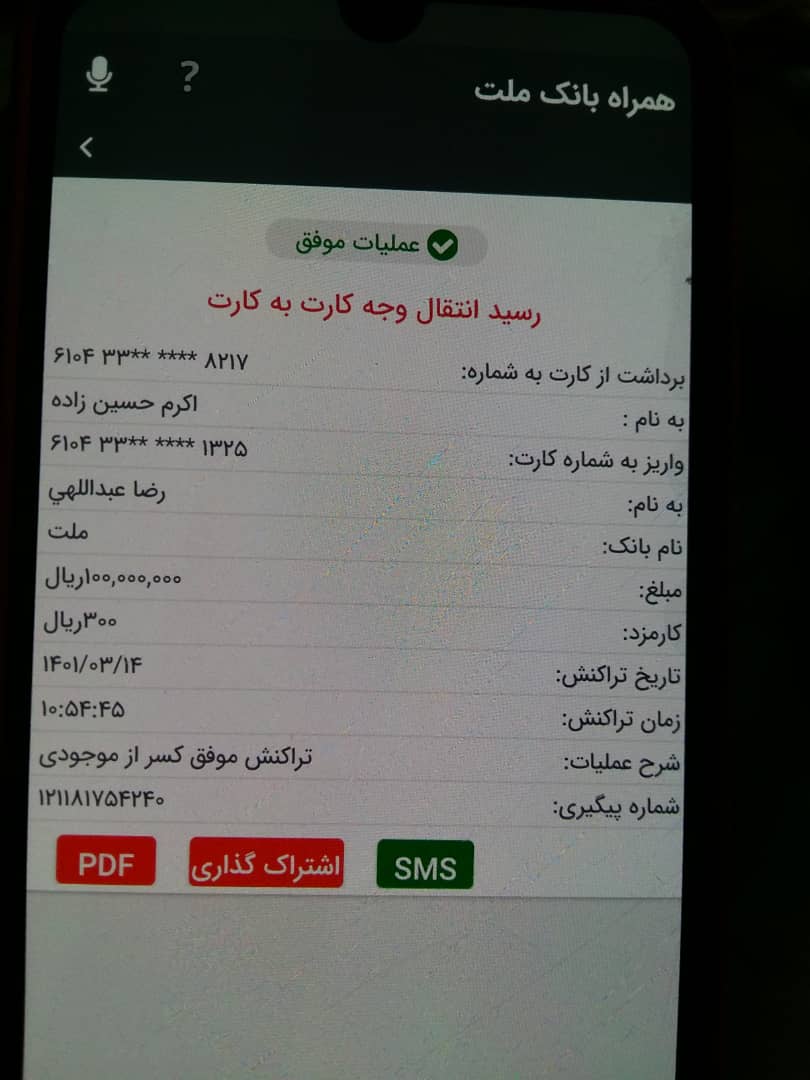 همراه بانک ملت
?
عملیات موفق
رسید انتقال وجه کارت به کارت
برداشت از کارت به شماره: ۶۱۰۴ ۳۳** **** ۸۲۱۷
به نام : اکرم حسین زاده
واریز به شماره کارت: ۶۱۰۴ ۳۳** **** ۱۳۲۵
به نام: رضا عبداللهي
نام بانک: ملت
مبلغ: ۱۰۰,۰۰۰,۰۰۰ریال
کارمزد: ۳۰۰ریال
تاریخ تراکنش: ۱۴۰۱/۰۳/۱۴
زمان تراکنش: ۱۰:۵۴:۴۵
شرح عملیات: تراکنش موفق کسر از موجودی
شماره پیگیری: ۱۲۱۱۸۱۷۵۴۲۴۰
SMS اشتراک گذاری PDF